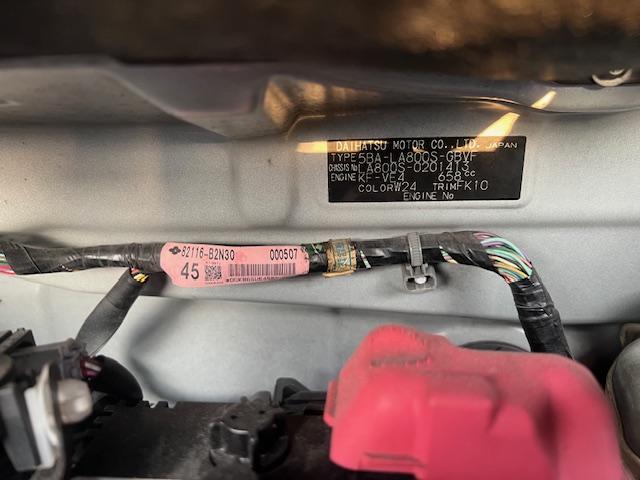 DAIHATSU MOTOR CO.,LTD. JAPAN
TYPE 5BA-LA800S-GBVF
CHASSIS No LA800S-0201413
ENGINE KF-VE4 658cc
COLOR W24 TRIM FK10
ENGINE No
82116-B2N30 000507
45